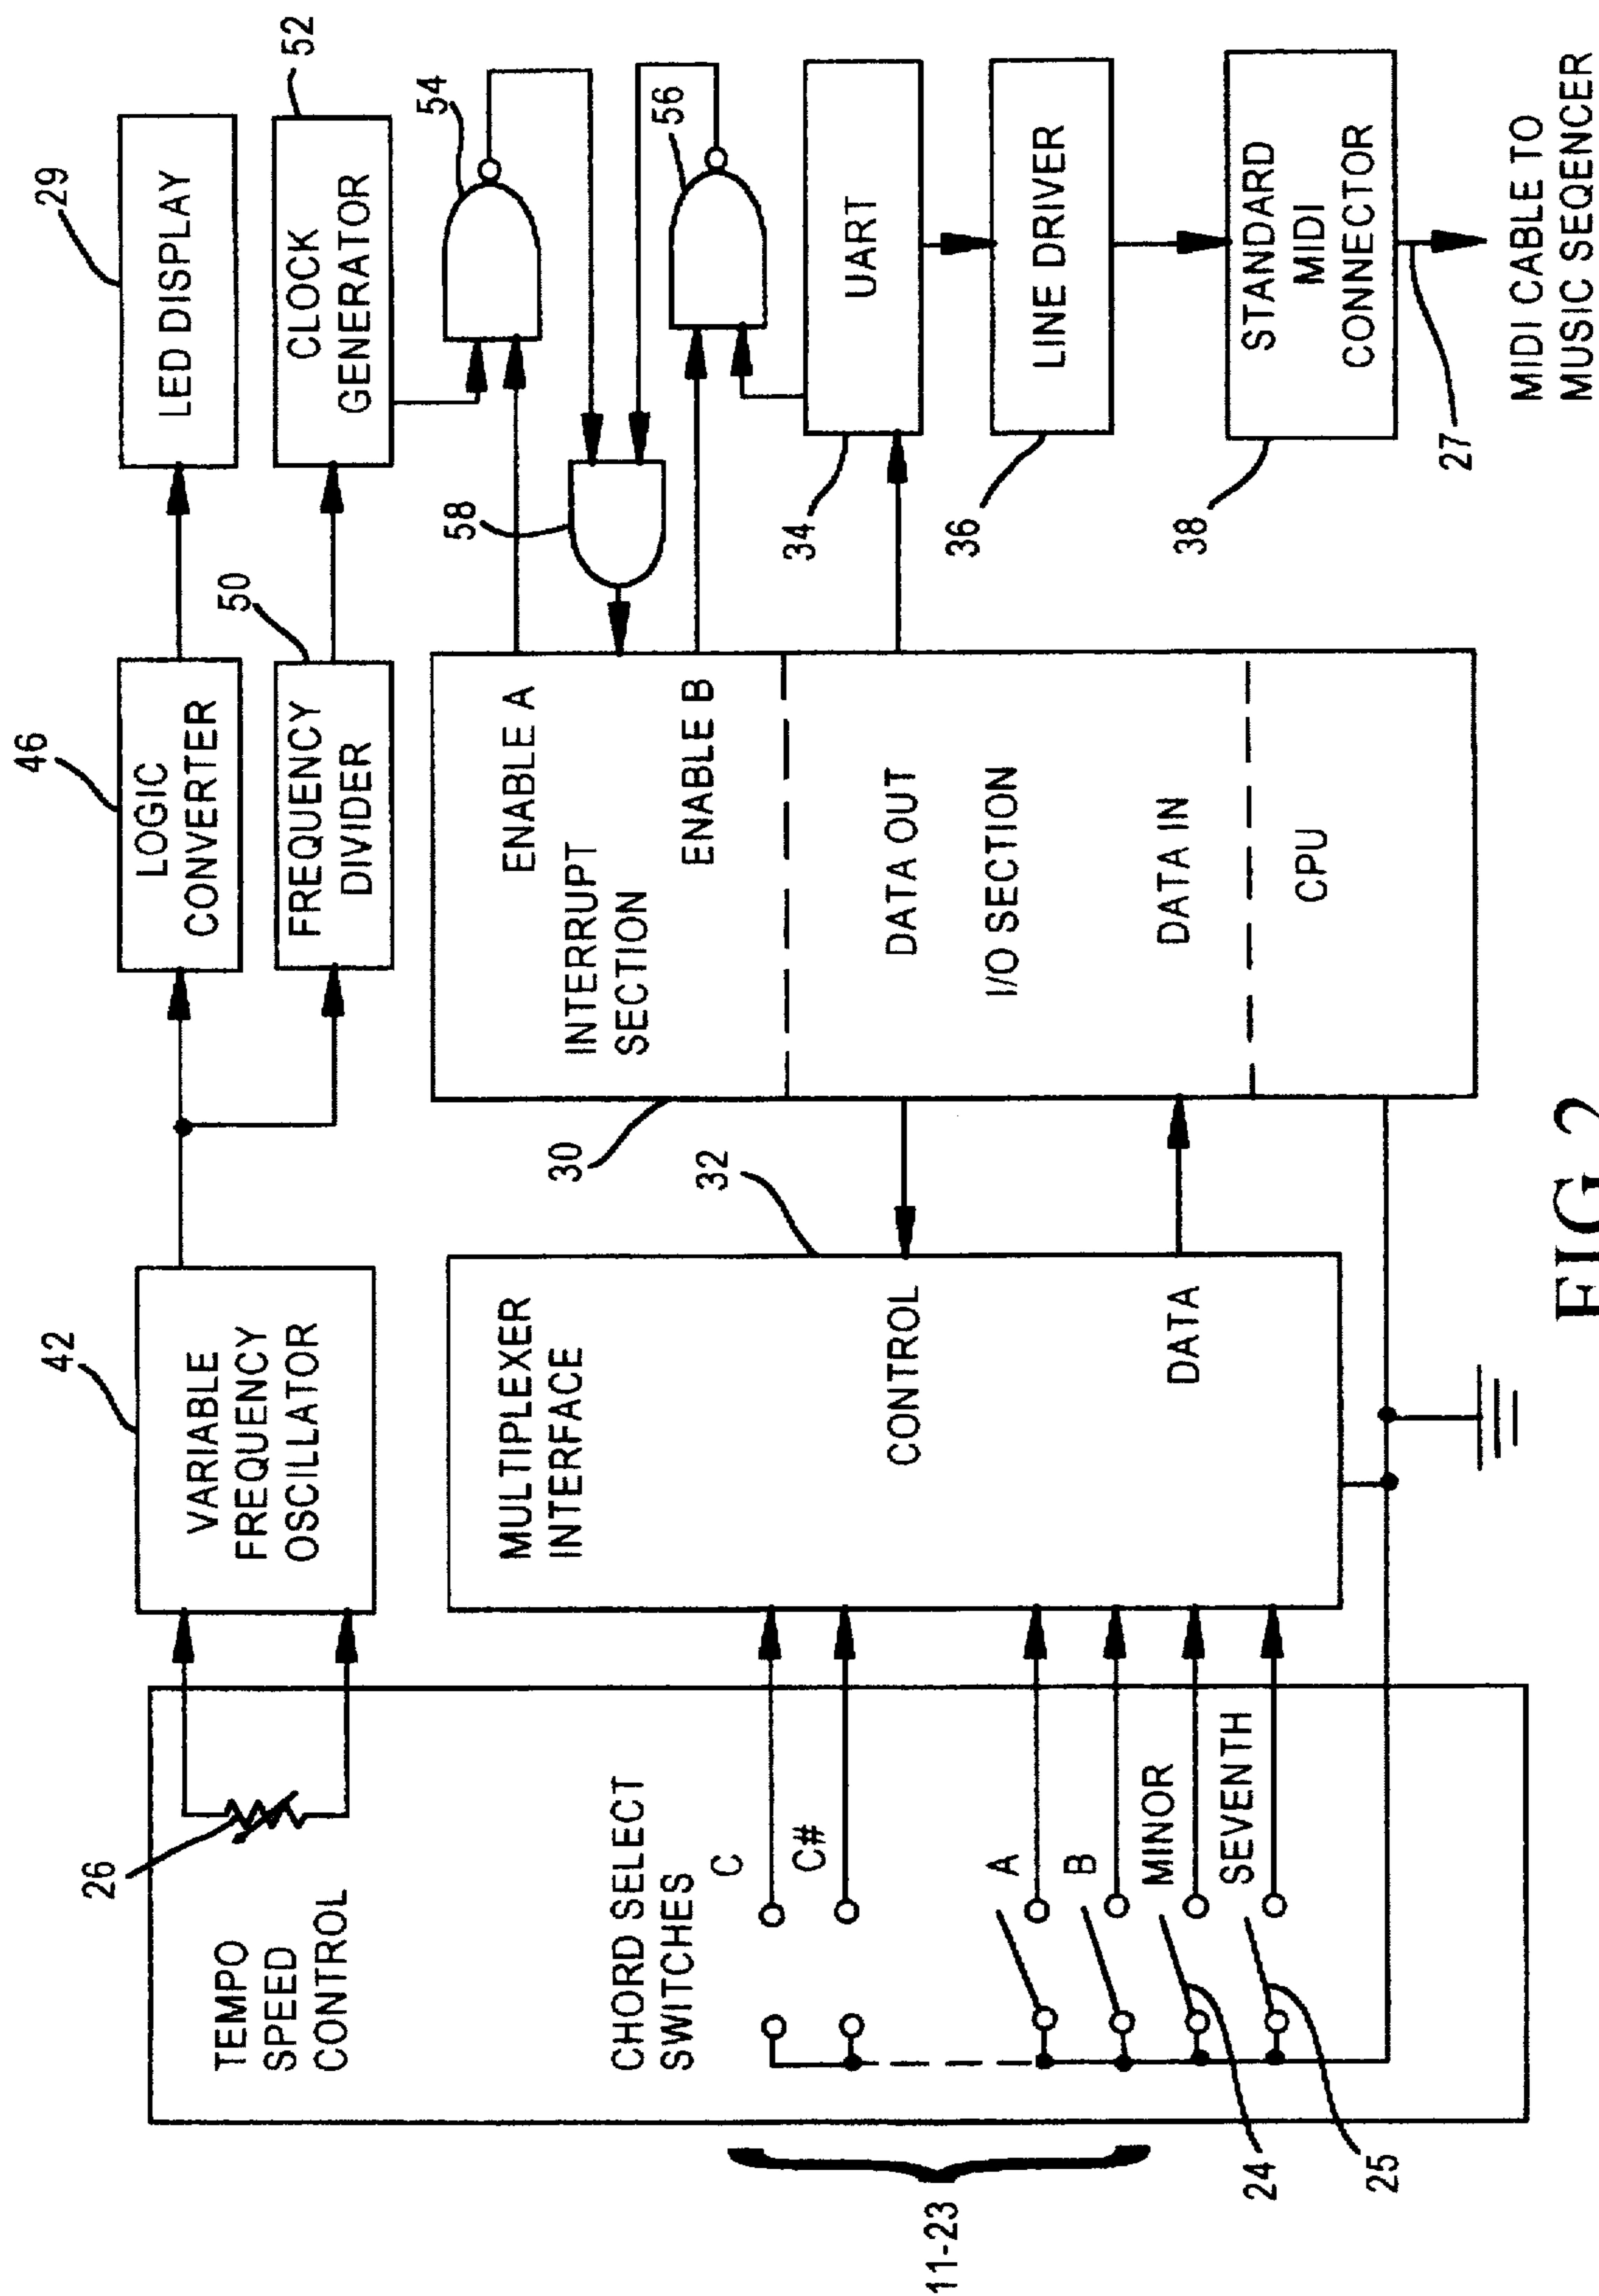 26
TEMPO
SPEED
CONTROL
CHORD SELECT
SWITCHES
C
C#
A
B
MINOR
SEVENTH
11-23
24
25
42
VARIABLE
FREQUENCY
OSCILLATOR
32
MULTIPLEXER
INTERFACE
CONTROL
DATA
46
LOGIC
CONVERTER
50
FREQUENCY
DIVIDER
30
ENABLE A
INTERRUPT
SECTION
ENABLE B
DATA OUT
I/O SECTION
DATA IN
CPU
29
LED DISPLAY
52
CLOCK
GENERATOR
54
58
56
34
UART
36
LINE DRIVER
38
STANDARD
MIDI
CONNECTOR
27
MIDI CABLE TO
MUSIC SEQENCER
FIG 2